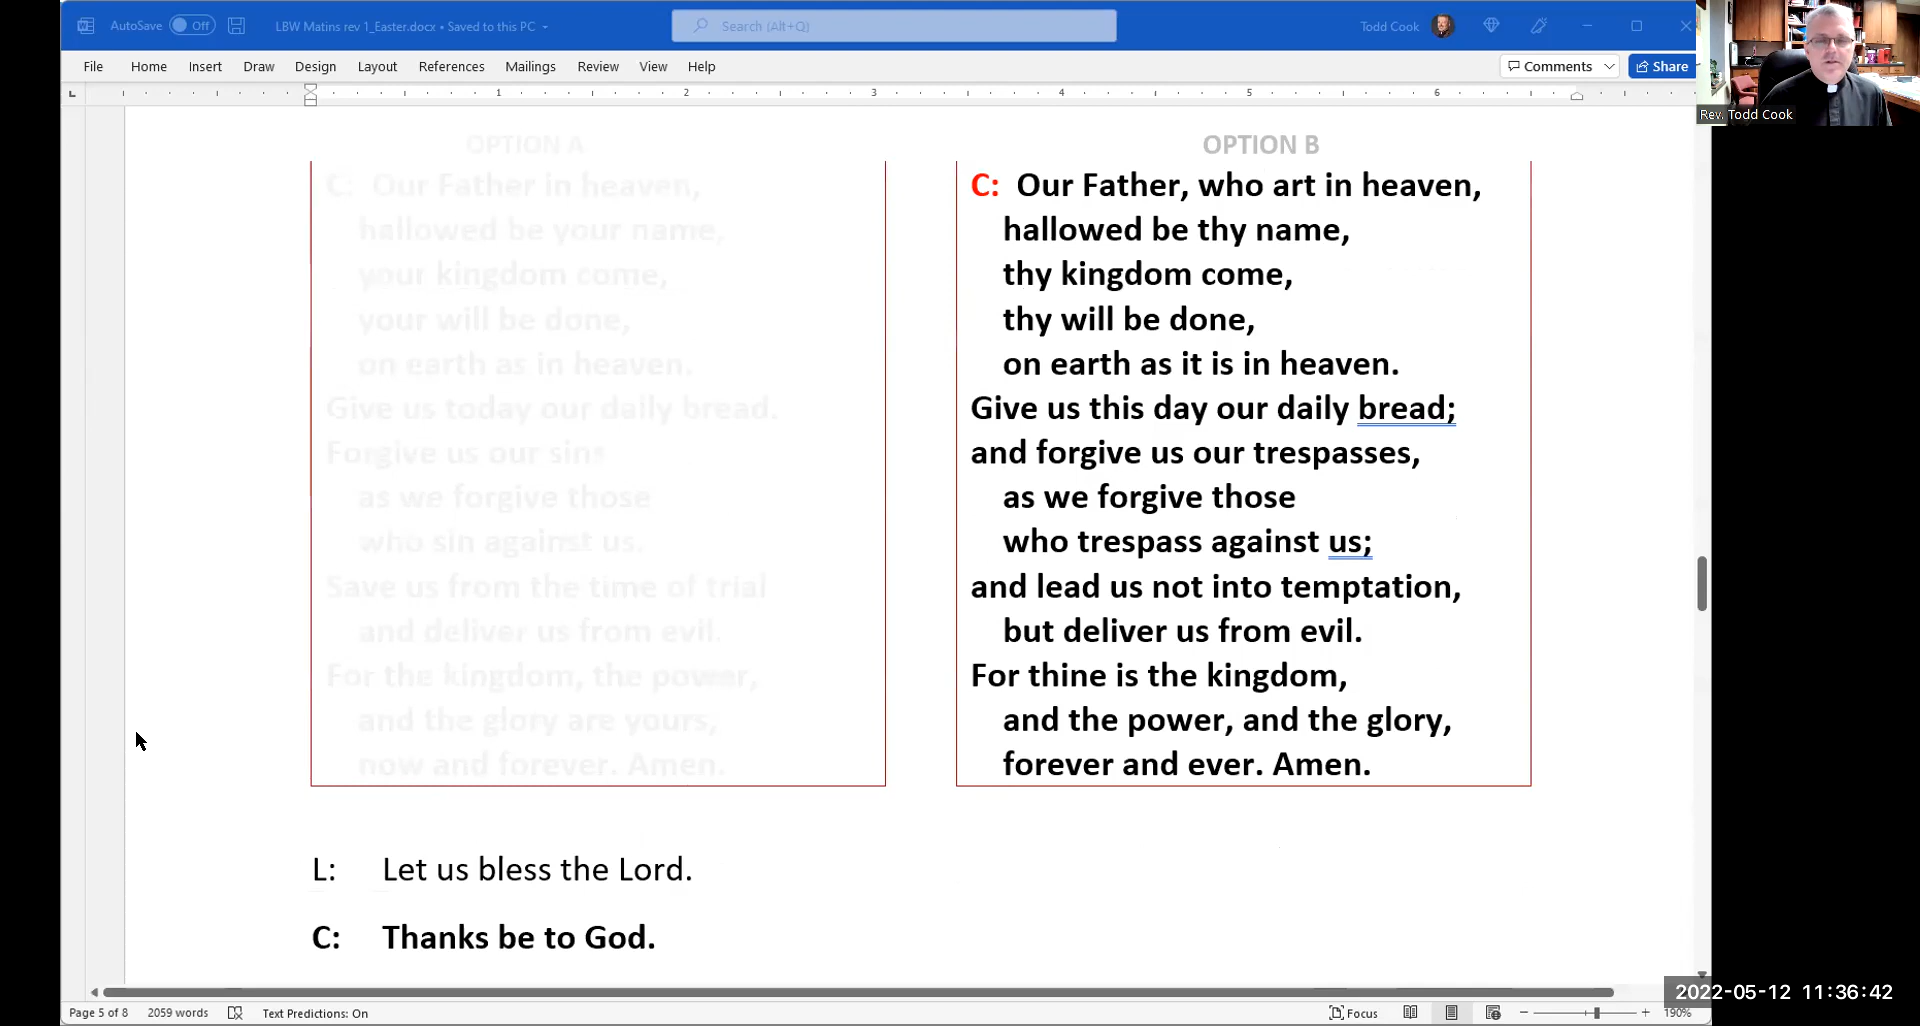 AutoSave Off LBW Matins rev 1_Easter.docx • Saved to this PC Search (Alt+Q) Todd Cook
File Home Insert Draw Design Layout References Mailings Review View Help Comments Share
Rev. Todd Cook
1 2 3 4 5 6
OPTION A
C: Our Father in heaven,
hallowed be your name,
your kingdom come,
your will be done,
on earth as in heaven.
Give us today our daily bread.
Forgive us our sins
as we forgive those
who sin against us.
Save us from the time of trial
and deliver us from evil.
For the kingdom, the power,
and the glory are yours,
now and forever. Amen.
OPTION B
C: Our Father, who art in heaven,
hallowed be thy name,
thy kingdom come,
thy will be done,
on earth as it is in heaven.
Give us this day our daily bread;
and forgive us our trespasses,
as we forgive those
who trespass against us;
and lead us not into temptation,
but deliver us from evil.
For thine is the kingdom,
and the power, and the glory,
forever and ever. Amen.
L: Let us bless the Lord.
C: Thanks be to God.
2022-05-12 11:36:42
Page 5 of 8 2059 words Text Predictions: On Focus 190%